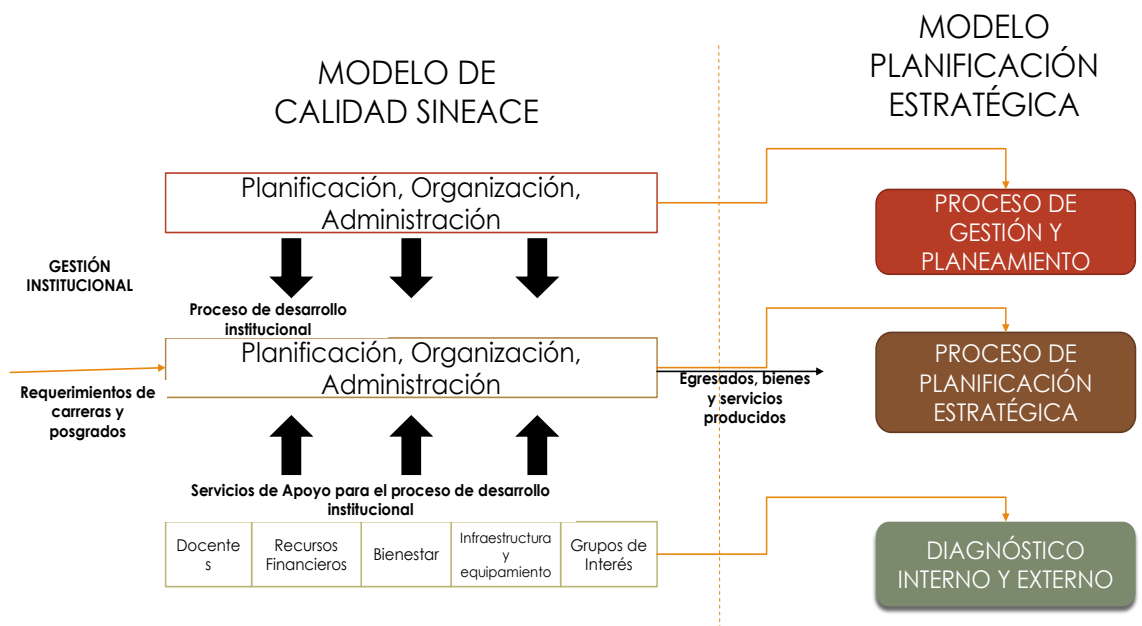 MODELO DE
CALIDAD SINEACE
MODELO
PLANIFICACIÓN
ESTRATÉGICA
Planificación, Organización,
Administración
PROCESO DE
GESTIÓN Y
PLANEAMIENTO
GESTIÓN
INSTITUCIONAL
Proceso de desarrollo
institucional
Planificación, Organización,
Administración
PROCESO DE
PLANIFICACIÓN
ESTRATÉGICA
Requerimientos de
carreras y
posgrados
Egresados, bienes
y servicios
producidos
Servicios de Apoyo para el proceso de desarrollo
institucional
Docente
s
Recursos
Financieros
Bienestar
Infraestructura
y
equipamiento
Grupos de
Interés
DIAGNÓSTICO
INTERNO Y EXTERNO